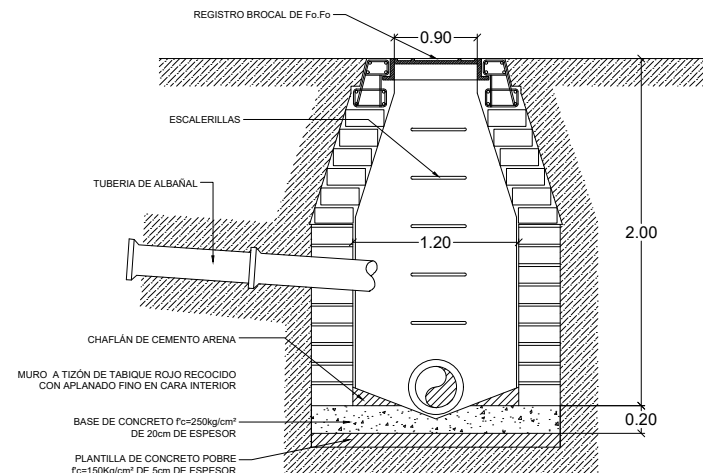 REGISTRO BROCAL DE Fo.Fo
0.90
ESCALERILLAS
TUBERIA DE ALBAÑAL
1.20
2.00
CHAFLÁN DE CEMENTO ARENA
MURO A TIZÓN DE TABIQUE ROJO RECOCIDO
CON APLANADO FINO EN CARA INTERIOR
BASE DE CONCRETO f'c=250kg/cm²
DE 20cm DE ESPESOR
0.20
PLANTILLA DE CONCRETO POBRE
f'c=150Kg/cm² DE 5cm DE ESPESOR